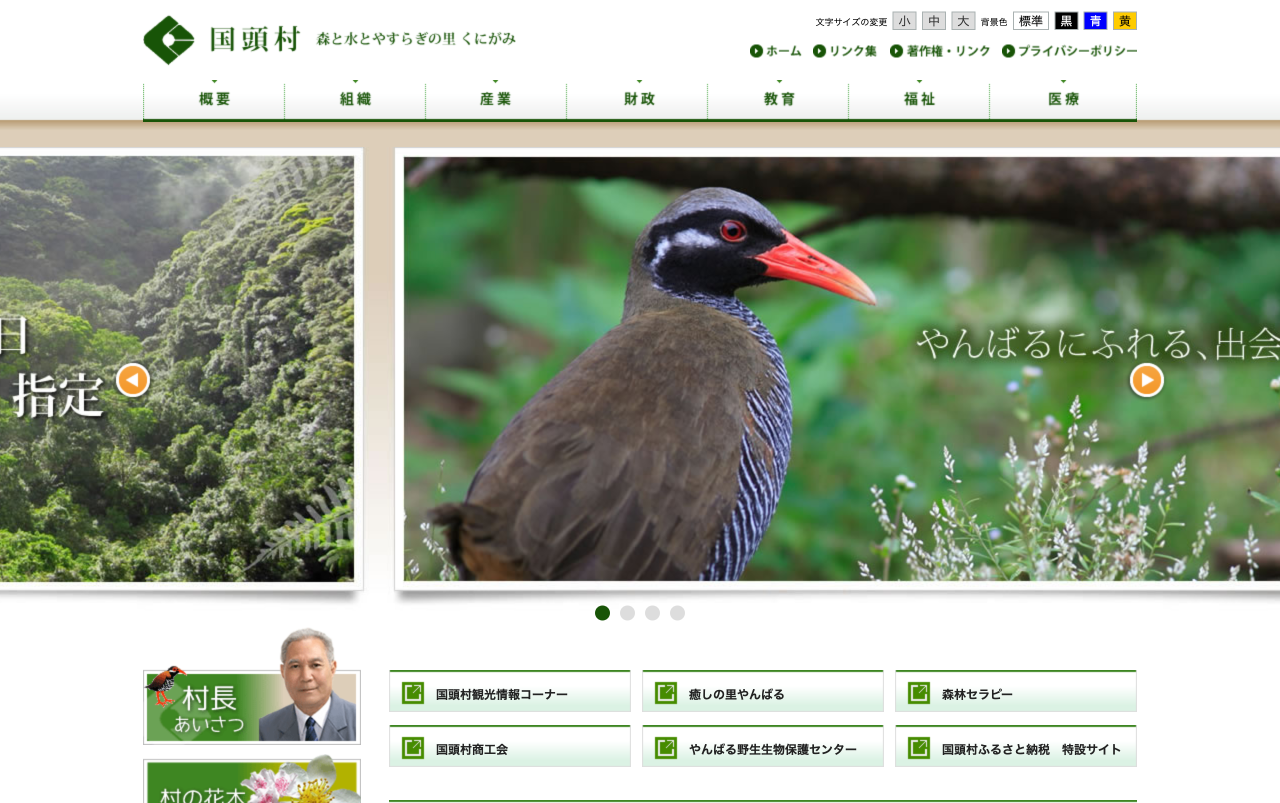 国頭村 森と水とやすらぎの里 くにがみ
文字サイズの変更 小 中 大 背景色 標準 黒 青 黄
ホーム リンク集 著作権・リンク プライバシーポリシー
概要 組織 産業 財政 教育 福祉 医療
日
指定
やんばるにふれる、出会
村長
あいさつ
国頭村観光情報コーナー 癒しの里やんばる 森林セラピー
国頭村商工会 やんばる野生生物保護センター 国頭村ふるさと納税 特設サイト
村の花木